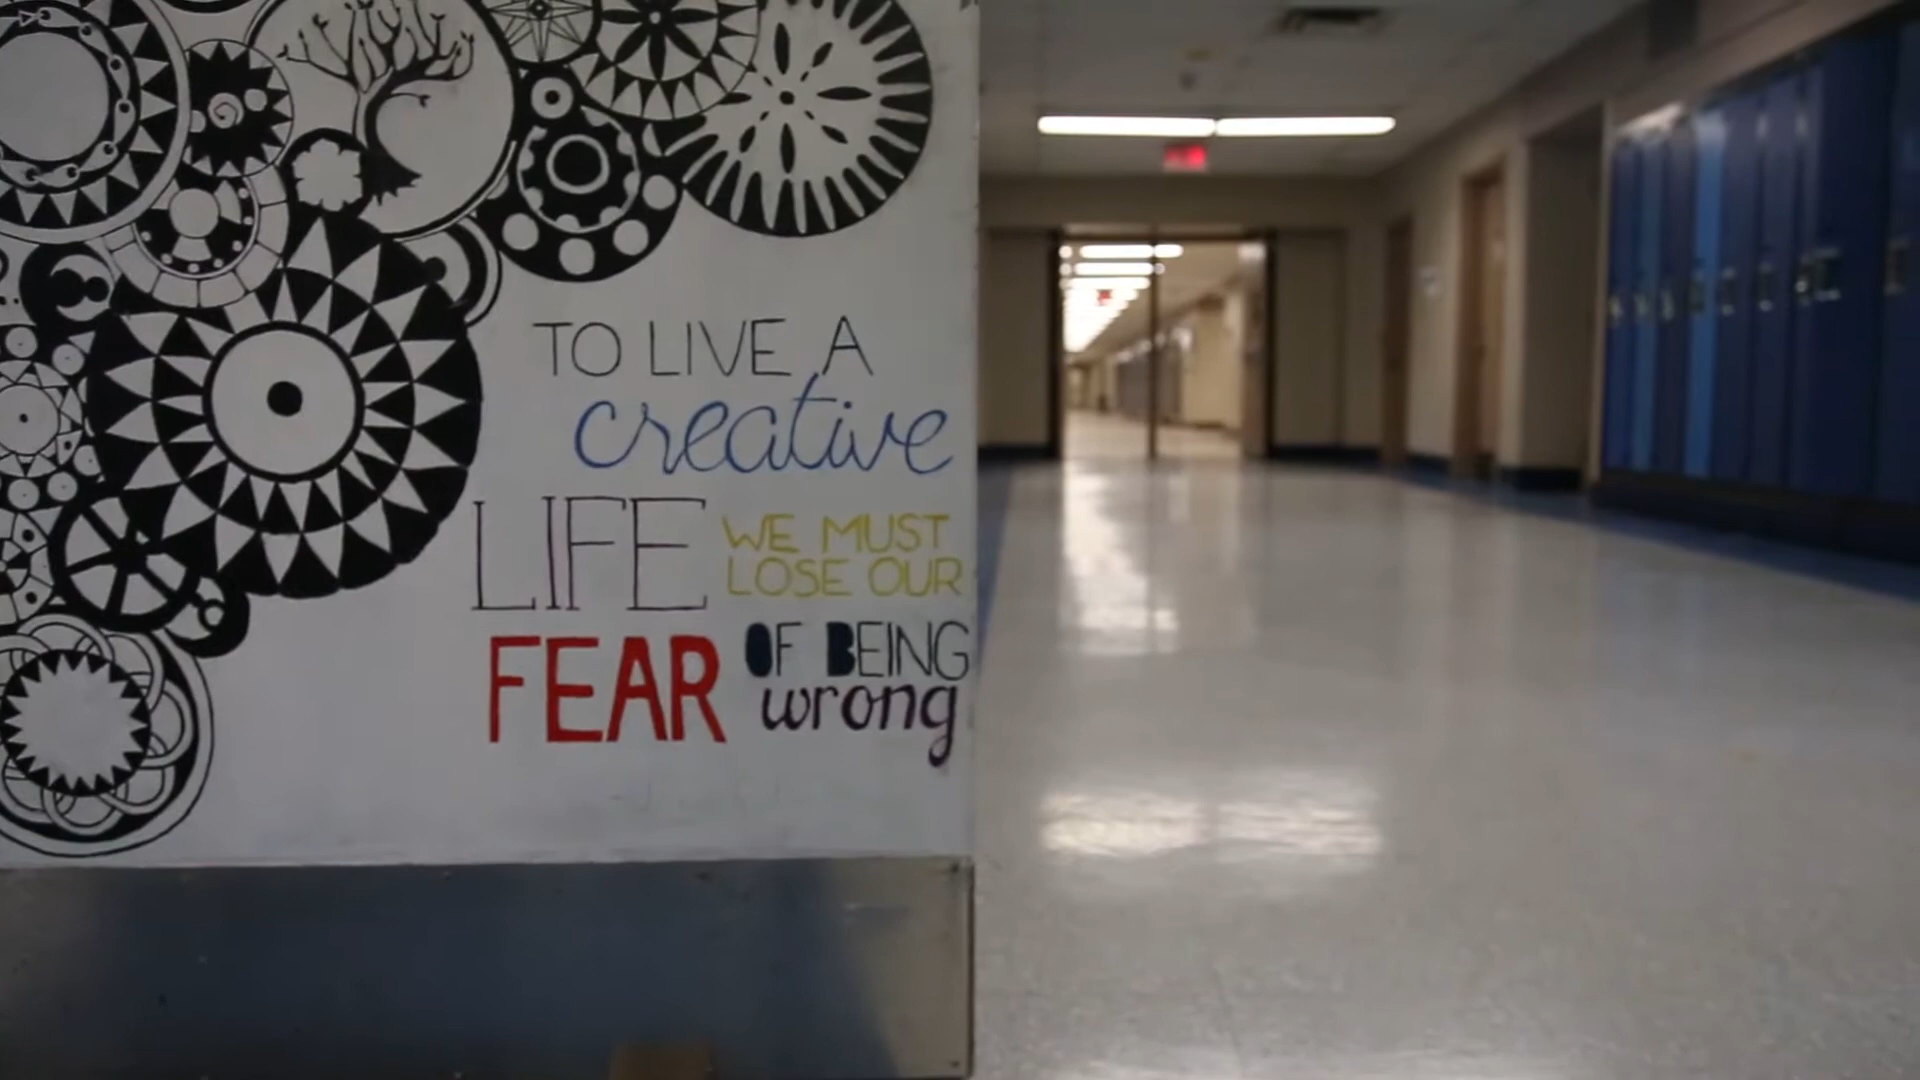 TO LIVE A
creative
LIFE WE MUST
LOSE OUR
FEAR OF BEING
wrong